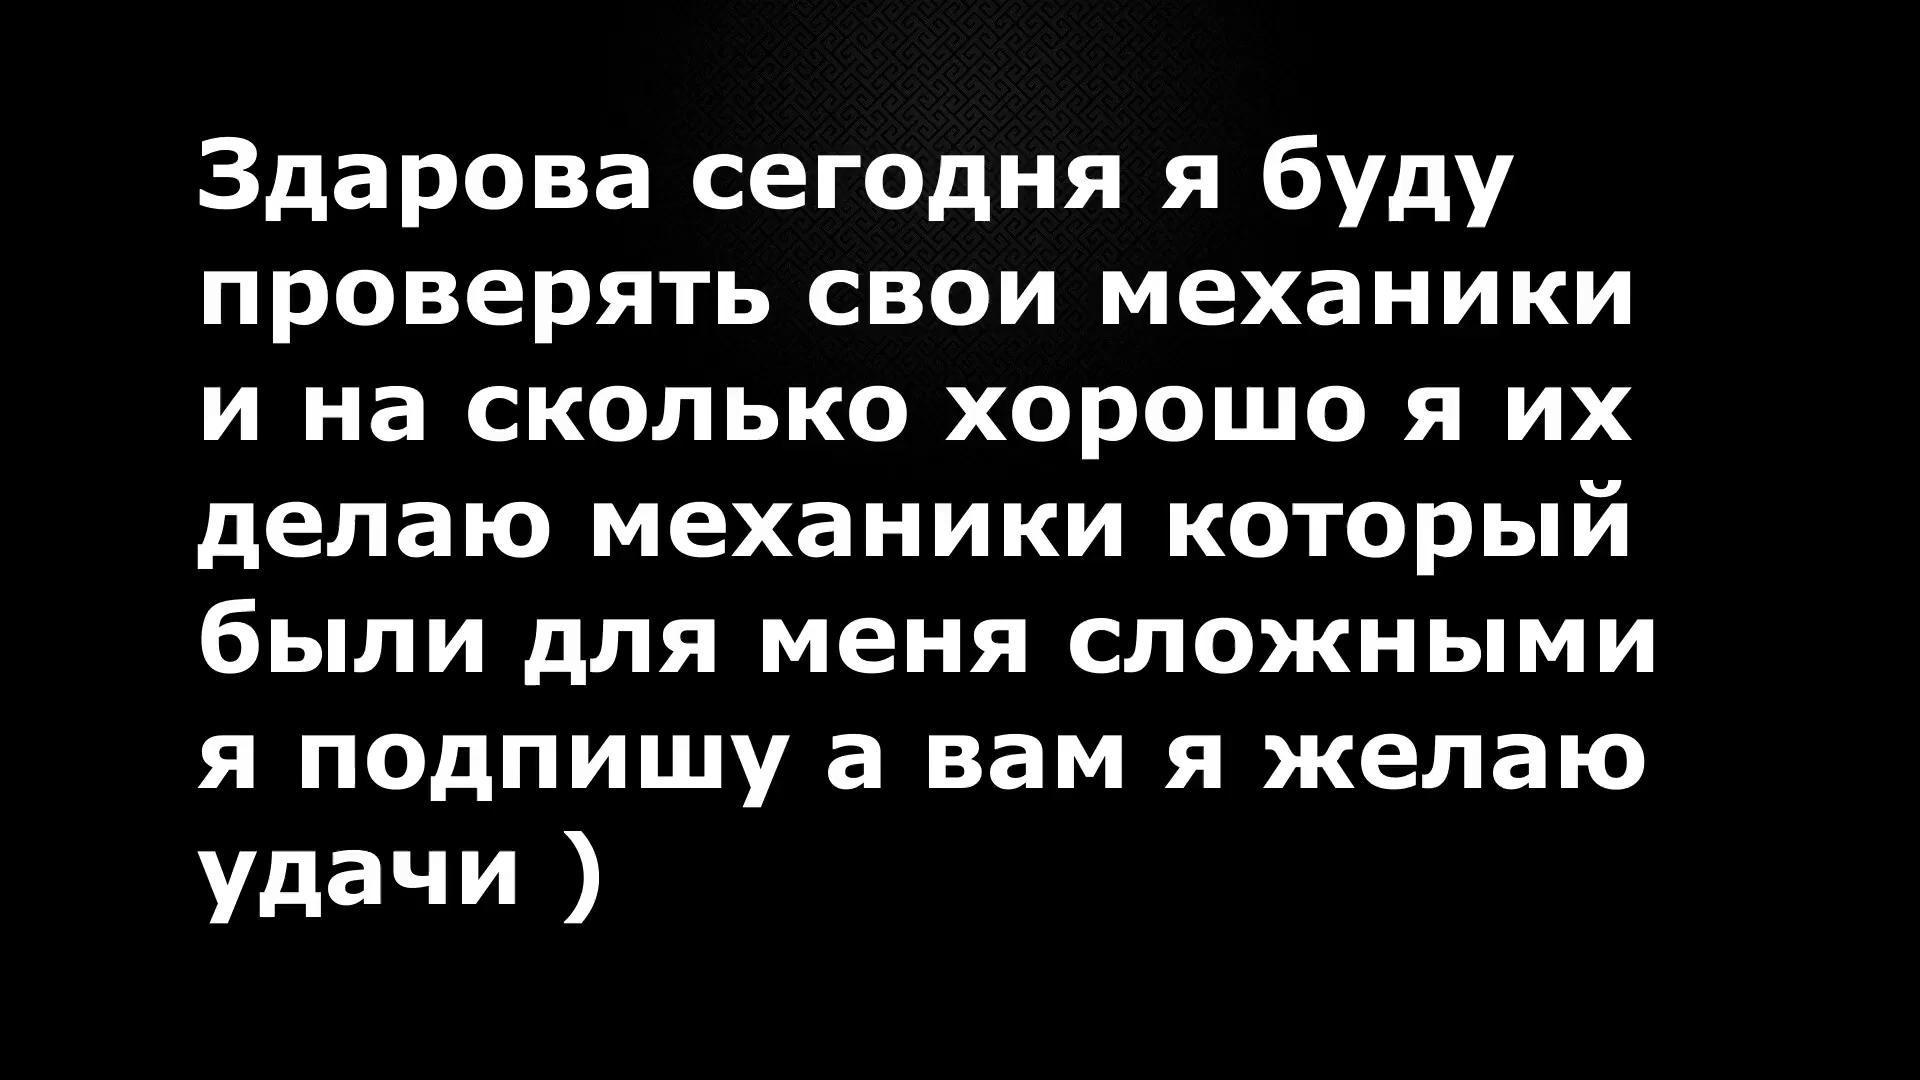 Здарова сегодня я буду
проверять свои механики
и на сколько хорошо я их
делаю механики который
были для меня сложными
я подпишу а вам я желаю
удачи )